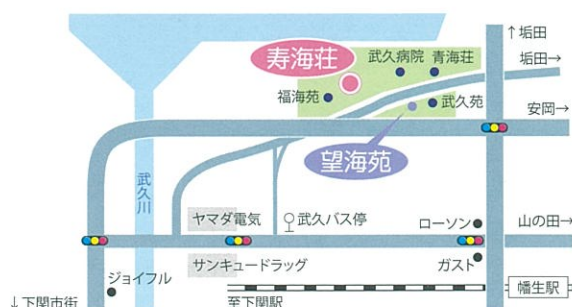 ↑垢田
垢田→
武久病院
青海荘
寿海荘
福海苑
武久苑
安岡→
望海苑
武久川
ヤマダ電気
武久バス停
ローソン
山の田→
サンキュードラッグ
ガスト
ジョイフル
幡生駅
↓下関市街
至下関駅